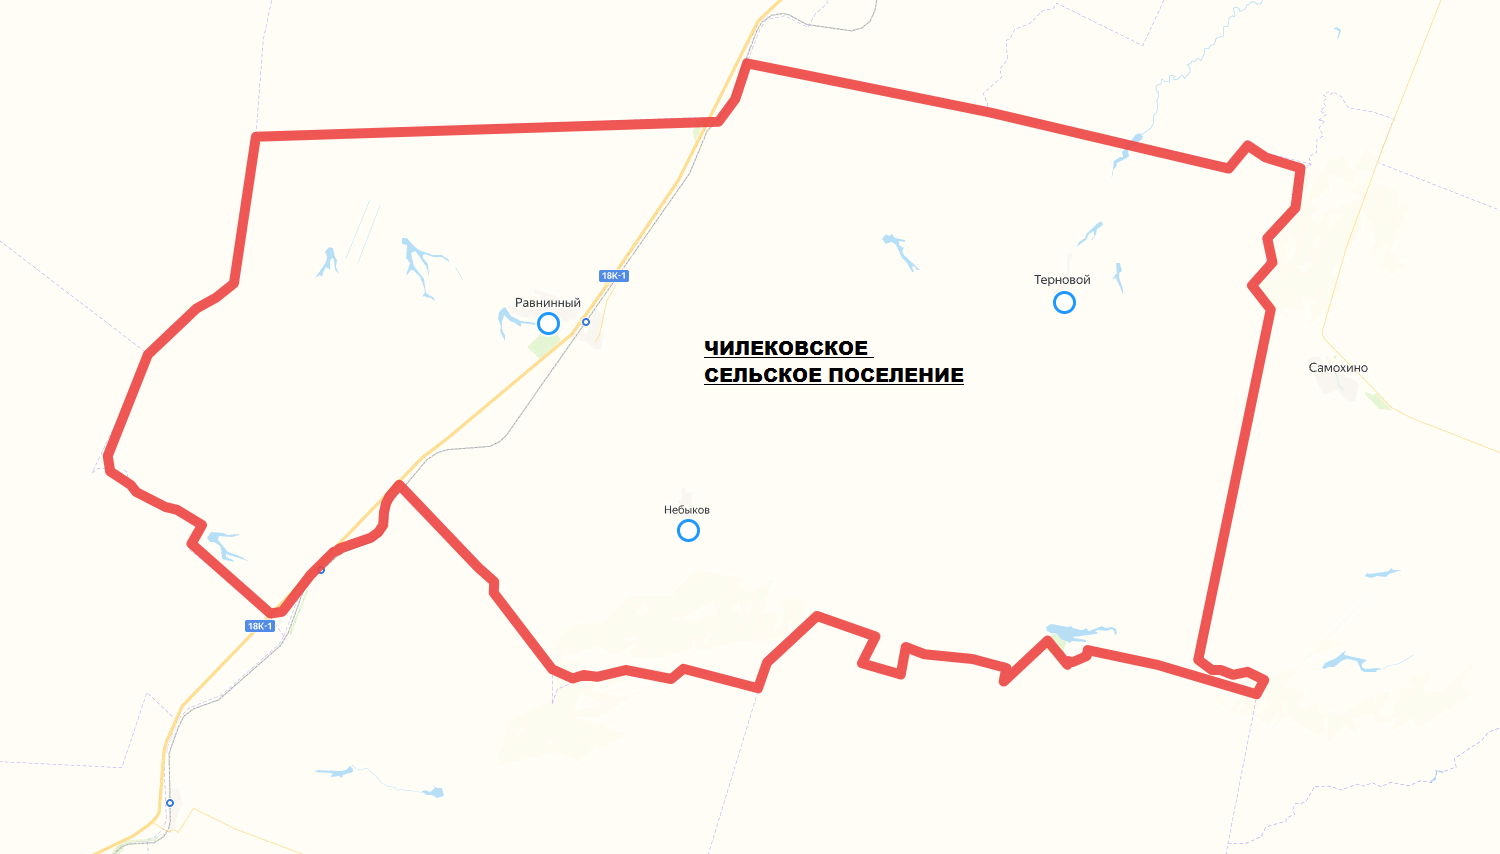 18К-1
Терновой
Равнинный
ЧИЛЕКОВСКОЕ
СЕЛЬСКОЕ ПОСЕЛЕНИЕ
Самохино
Небыков
18К-1